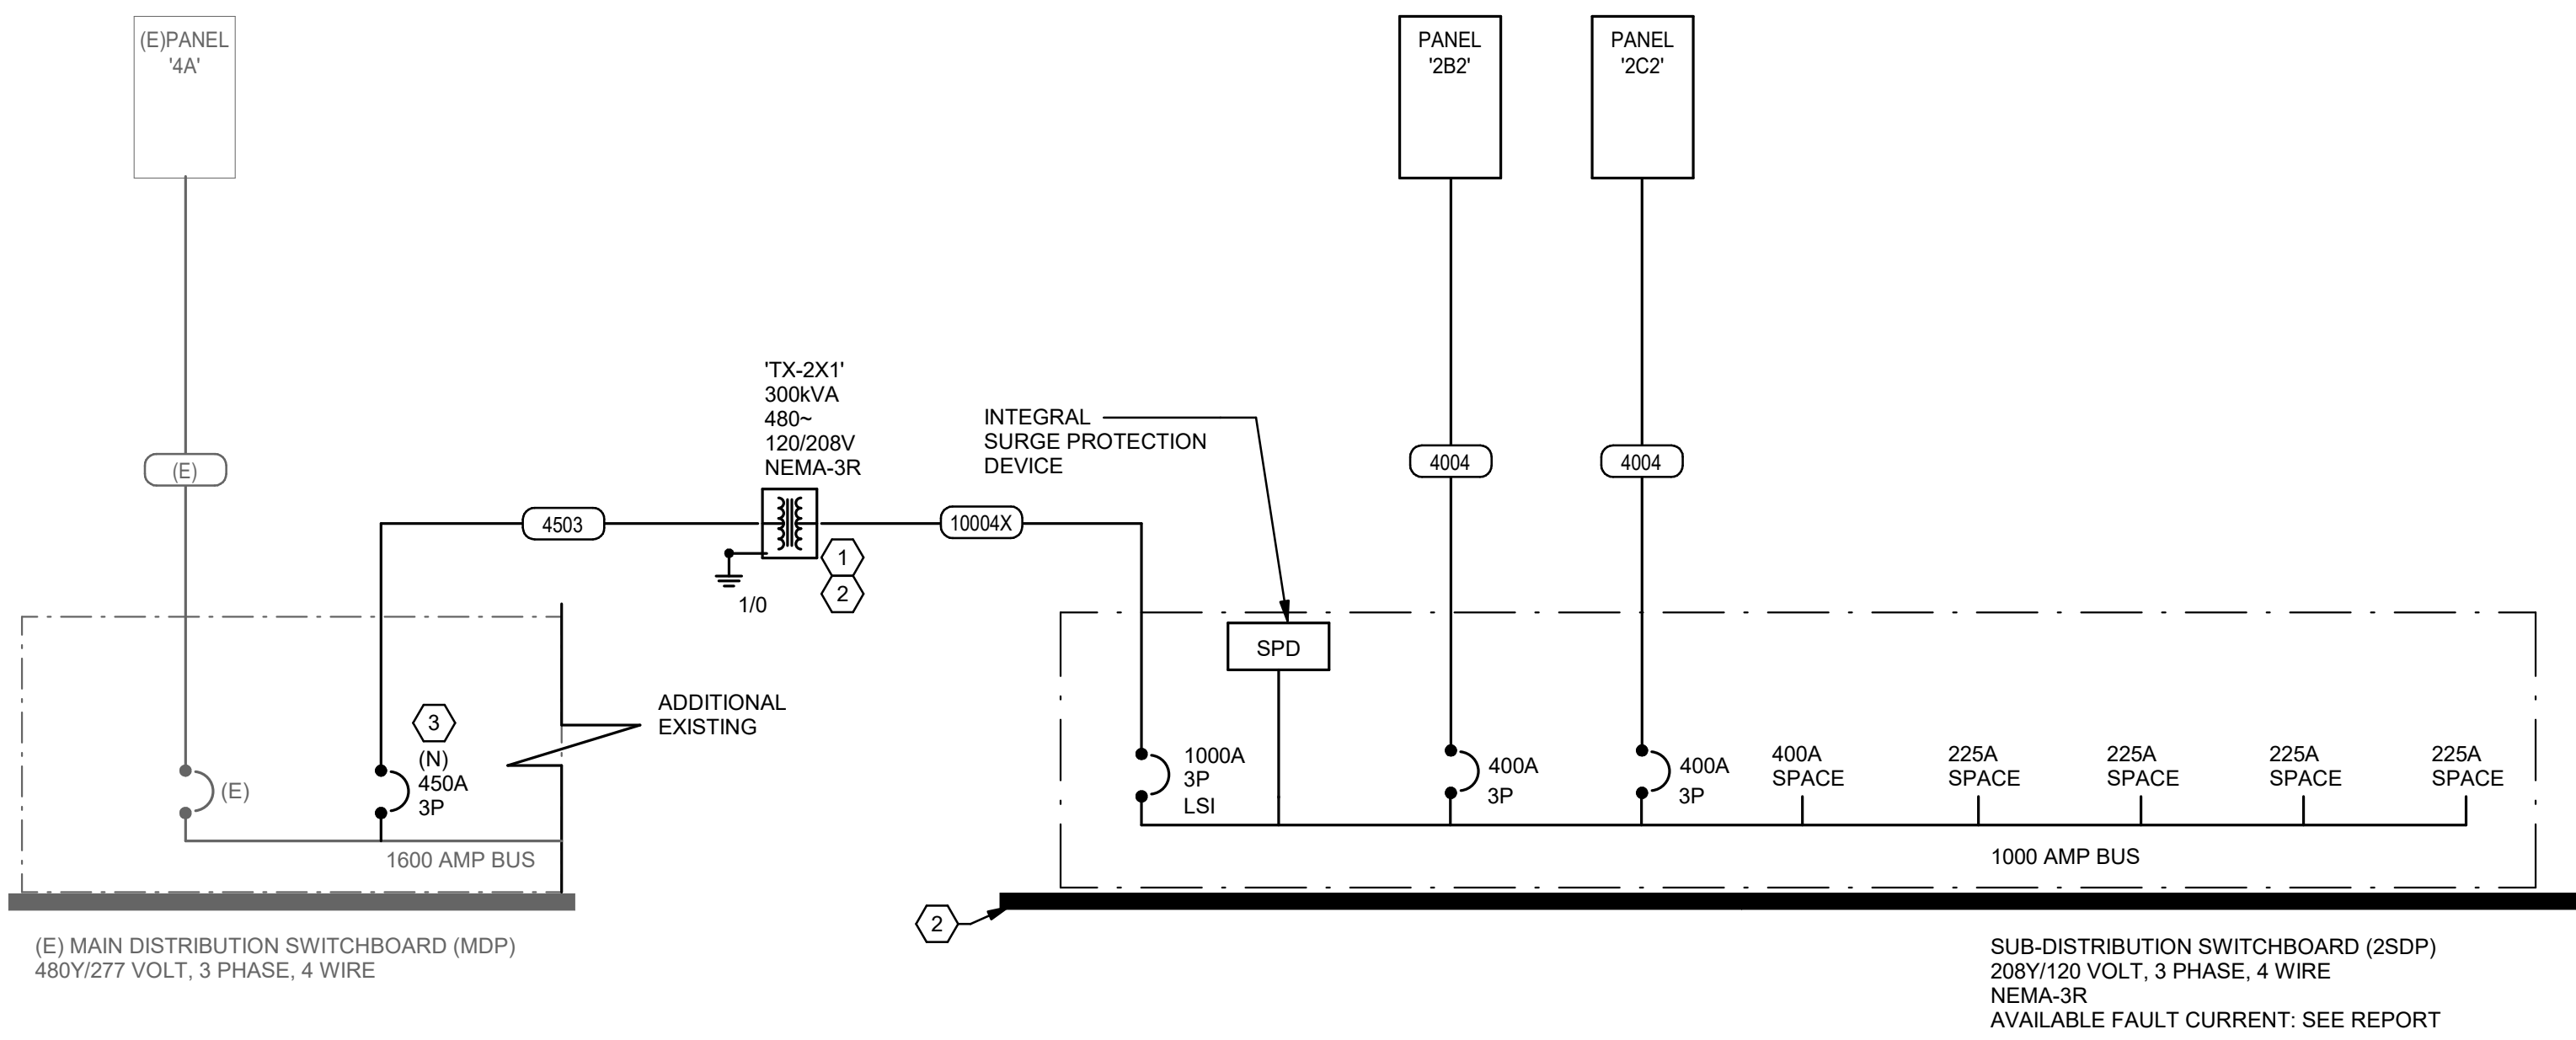 (E)PANEL
'4A'
PANEL
'2B2'
PANEL
'2C2'
'TX-2X1'
300kVA
480~
120/208V
NEMA-3R
INTEGRAL
SURGE PROTECTION
DEVICE
(E)
4503
10004X
4004
4004
1
2
1/0
SPD
ADDITIONAL
EXISTING
3
(N)
450A
3P
(E)
1600 AMP BUS
1000A
3P
LSI
400A
3P
400A
3P
400A
SPACE
225A
SPACE
225A
SPACE
225A
SPACE
225A
SPACE
1000 AMP BUS
2
(E) MAIN DISTRIBUTION SWITCHBOARD (MDP)
480Y/277 VOLT, 3 PHASE, 4 WIRE
SUB-DISTRIBUTION SWITCHBOARD (2SDP)
208Y/120 VOLT, 3 PHASE, 4 WIRE
NEMA-3R
AVAILABLE FAULT CURRENT: SEE REPORT